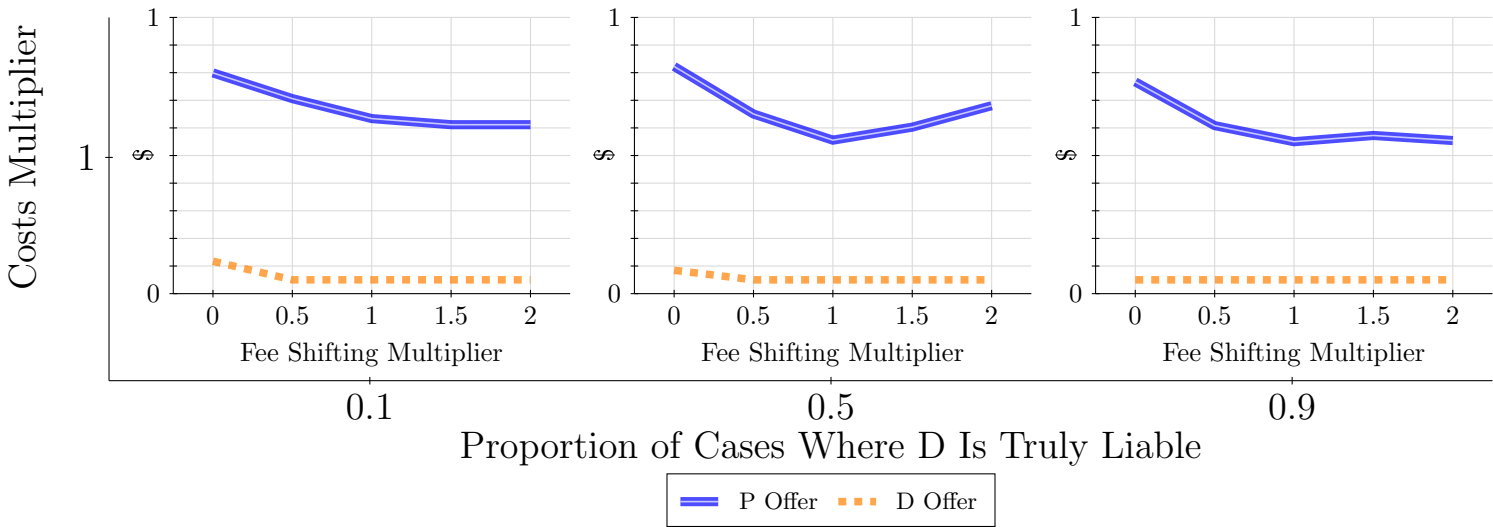 Costs Multiplier
1
1
$
0
0 0.5 1 1.5 2
Fee Shifting Multiplier
1
$
0
0 0.5 1 1.5 2
Fee Shifting Multiplier
1
$
0
0 0.5 1 1.5 2
Fee Shifting Multiplier
0.1 0.5 0.9
Proportion of Cases Where D Is Truly Liable
P Offer D Offer